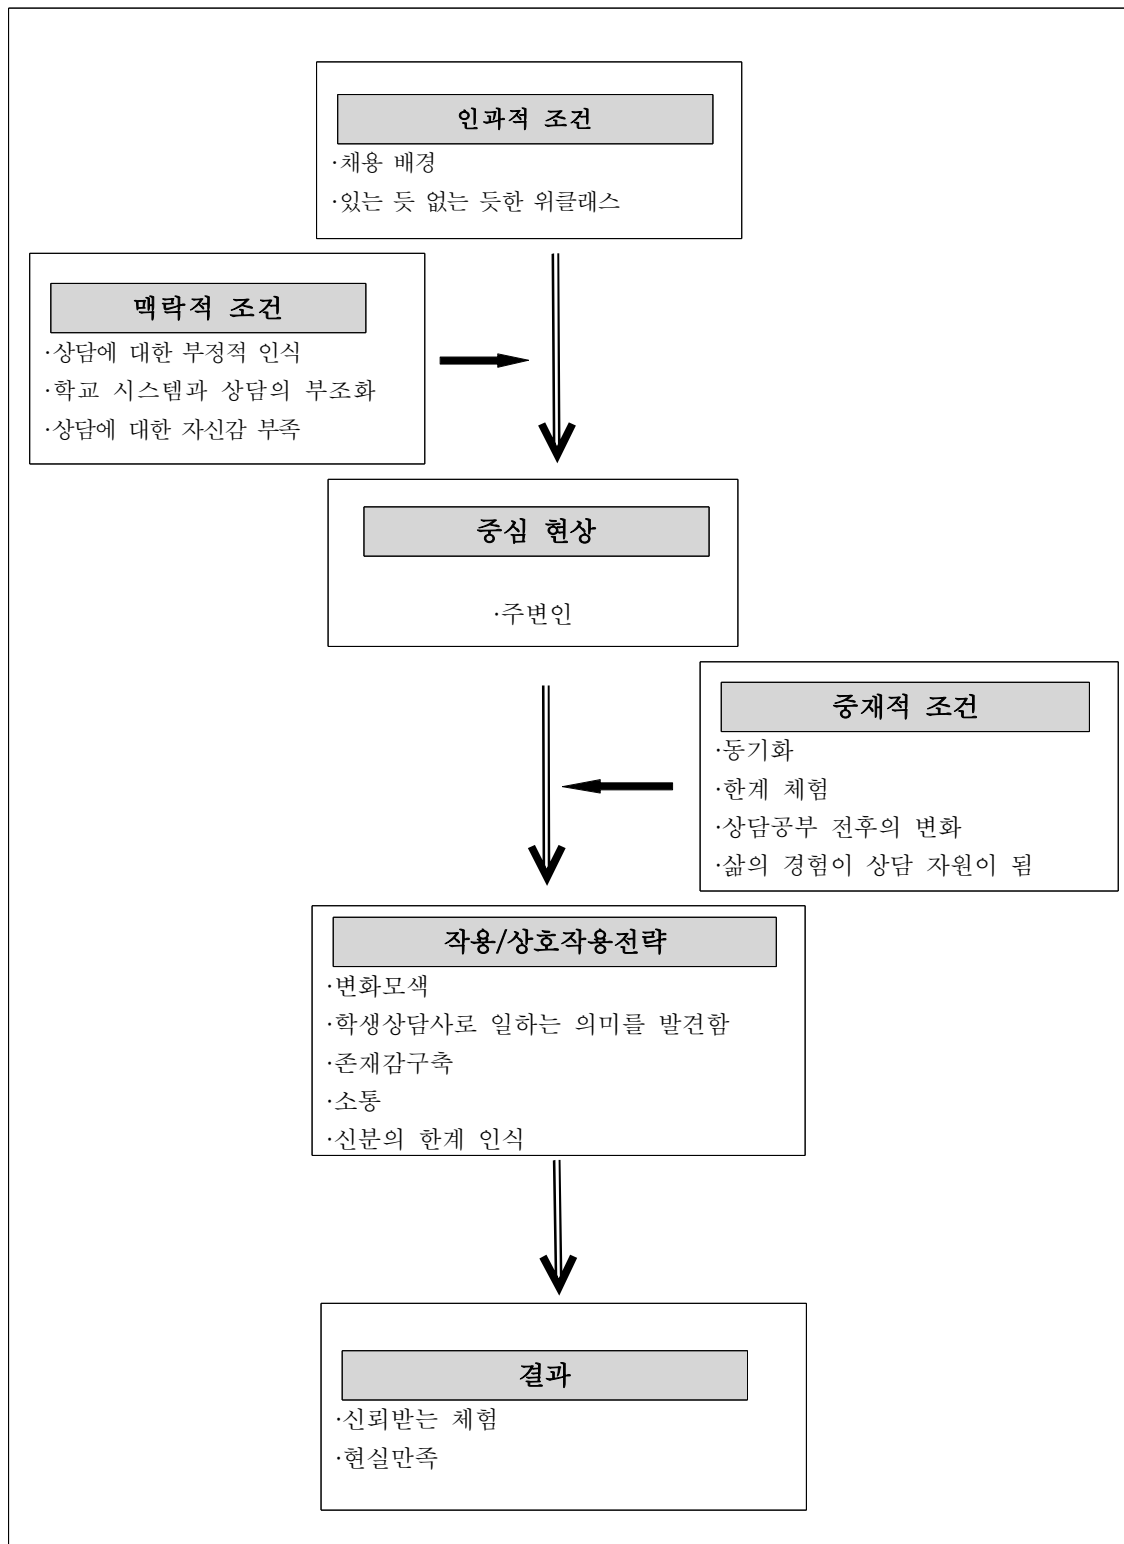 인과적 조건
·채용 배경
·있는 듯 없는 듯한 위클래스
맥락적 조건
·상담에 대한 부정적 인식
·학교 시스템과 상담의 부조화
·상담에 대한 자신감 부족
중심 현상
·주변인
중재적 조건
·동기화
·한계 체험
·상담공부 전후의 변화
·삶의 경험이 상담 자원이 됨
작용/상호작용전략
·변화모색
·학생상담사로 일하는 의미를 발견함
·존재감구축
·소통
·신분의 한계 인식
결과
·신뢰받는 체험
·현실만족